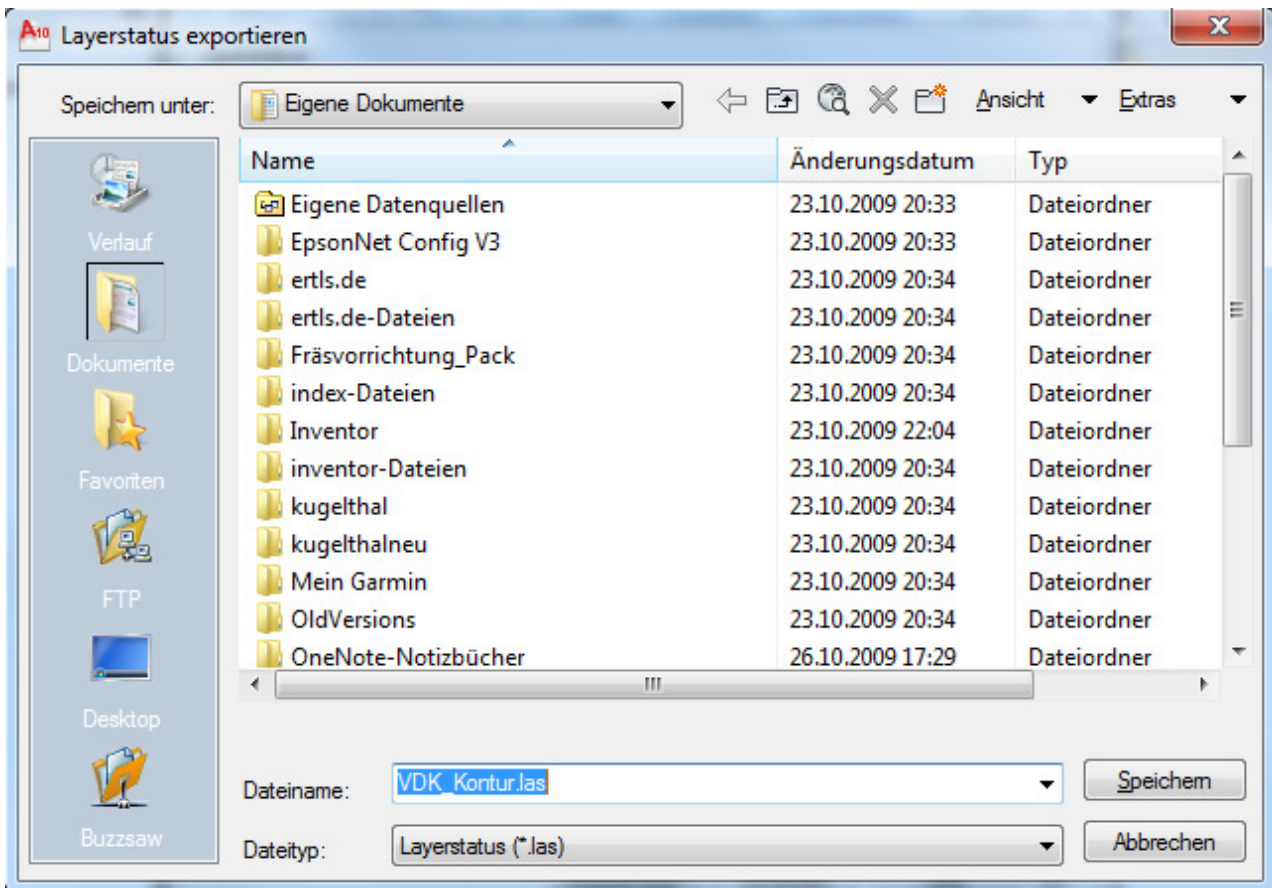 A10 Layerstatus exportieren
Speichern unter: Eigene Dokumente Ansicht Extras
Name Änderungsdatum Typ
Eigene Datenquellen 23.10.2009 20:33 Dateiordner
EpsonNet Config V3 23.10.2009 20:33 Dateiordner
ertls.de 23.10.2009 20:34 Dateiordner
ertls.de-Dateien 23.10.2009 20:34 Dateiordner
Fräsvorrichtung_Pack 23.10.2009 20:34 Dateiordner
index-Dateien 23.10.2009 20:34 Dateiordner
Inventor 23.10.2009 22:04 Dateiordner
inventor-Dateien 23.10.2009 20:34 Dateiordner
kugelthal 23.10.2009 20:34 Dateiordner
kugelthalneu 23.10.2009 20:34 Dateiordner
Mein Garmin 23.10.2009 20:34 Dateiordner
OldVersions 23.10.2009 20:34 Dateiordner
OneNote-Notizbücher 26.10.2009 17:29 Dateiordner
Verlauf
Dokumente
Favoriten
FTP
Desktop
Buzzsaw
Dateiname: VDK_Kontur.las Speichern
Dateityp: Layerstatus (*.las) Abbrechen